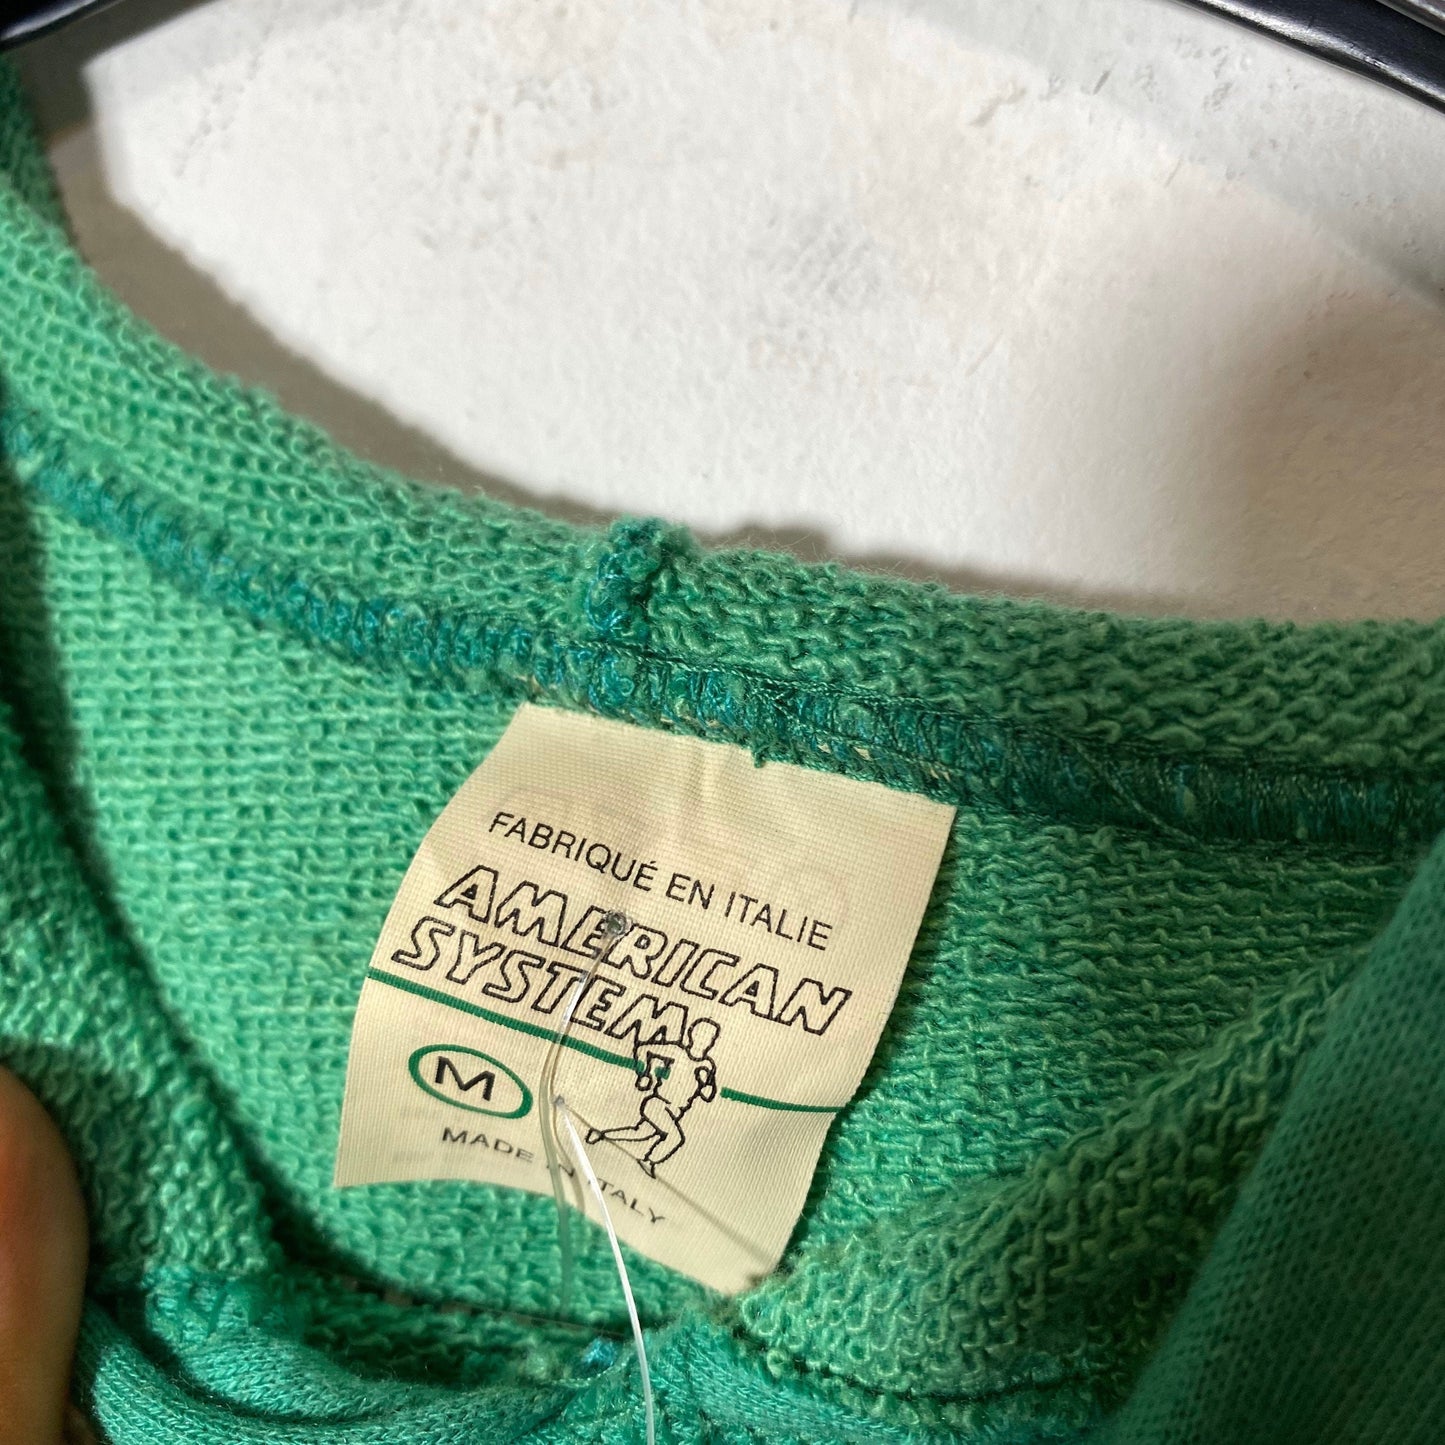 FABRIQUÉ EN ITALIE
AMERICAN
SYSTEM
M
MADE IN ITALY